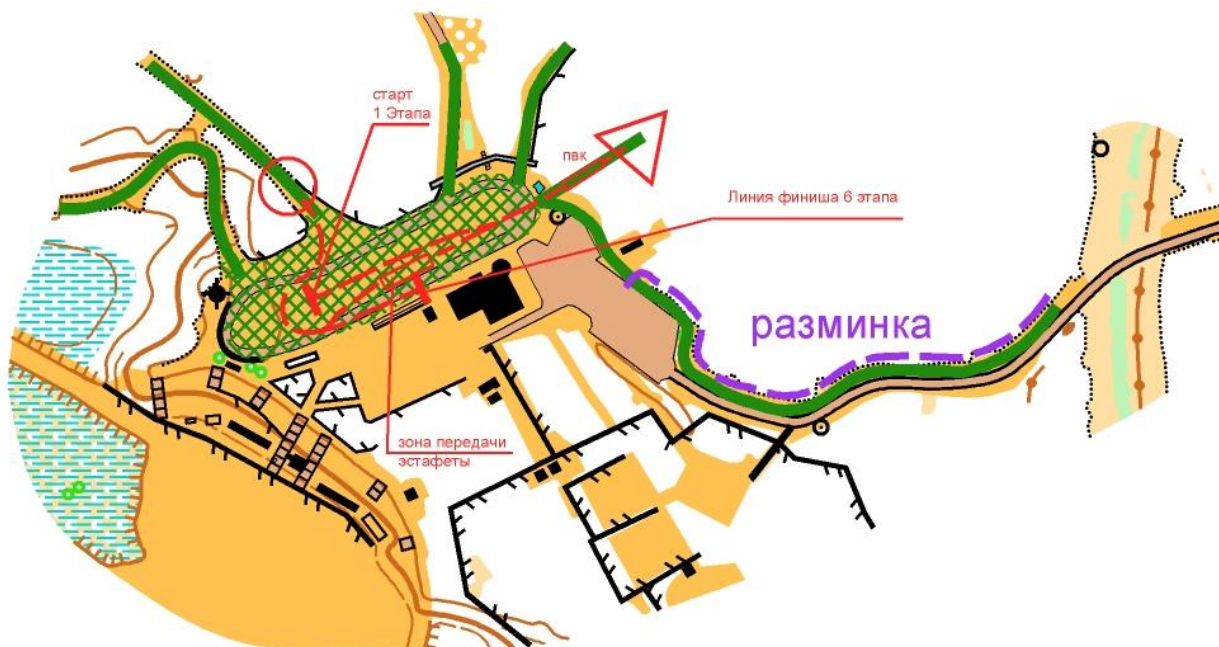 старт
1 Этапа
пвк
Линия финиша 6 этапа
разминка
зона передачи
эстафеты